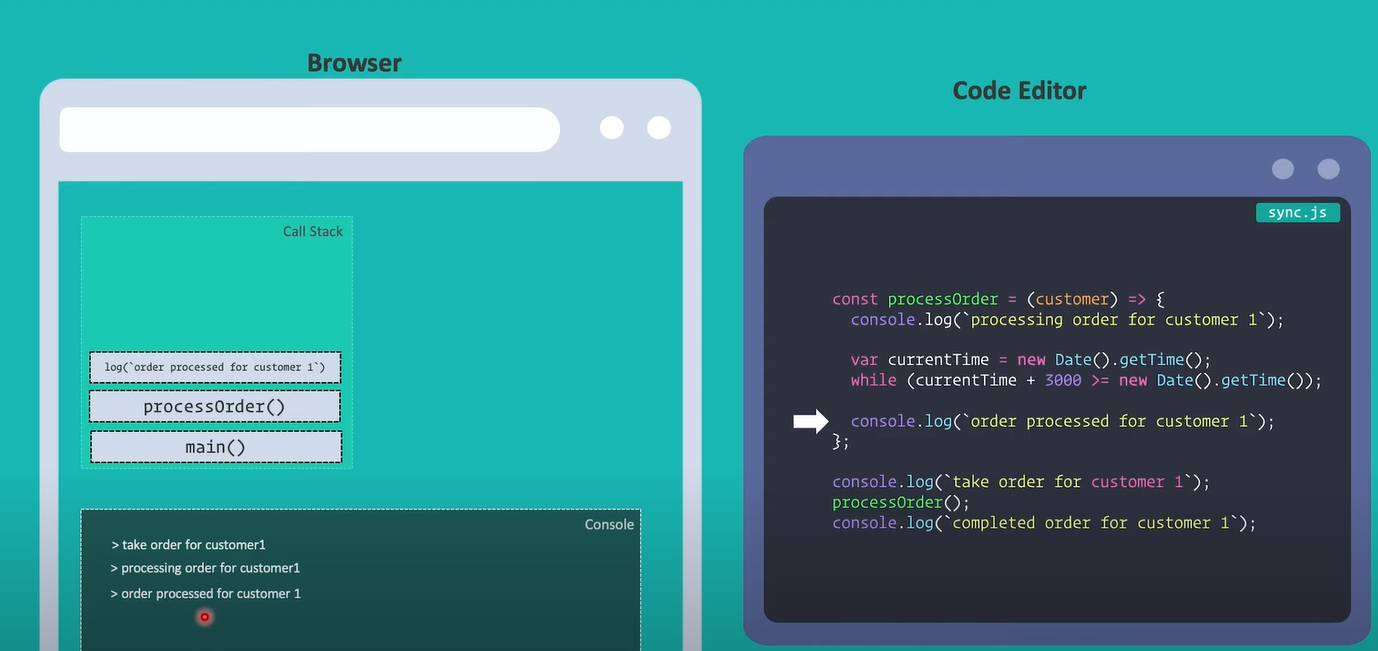 Browser
Call Stack
log(`order processed for customer 1`)
processOrder()
main()
Console
> take order for customer1
> processing order for customer1
> order processed for customer 1
Code Editor
sync.js
const processOrder = (customer) => {
  console.log(`processing order for customer 1`);
  var currentTime = new Date().getTime();
  while (currentTime + 3000 >= new Date().getTime());
  console.log(`order processed for customer 1`);
};
console.log(`take order for customer 1`);
processOrder();
console.log(`completed order for customer 1`);